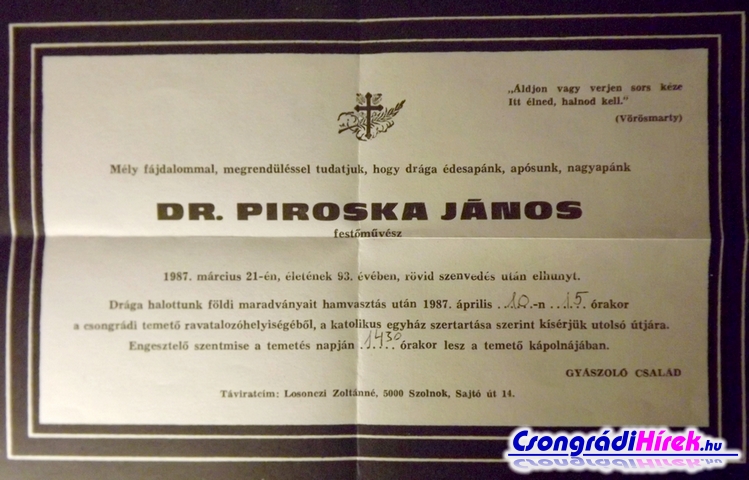 „Áldjon vagy verjen sors kéze
Itt élned, halnod kell."
(Vörösmarty)
Mély fájdalommal, megrendüléssel tudatjuk, hogy drága édesapánk, apósunk, nagyapánk
DR. PIROSKA JÁNOS
festőművész
1987. március 21-én, életének 93. évében, rövid szenvedés után elhunyt.
Drága halottunk földi maradványait hamvasztás után 1987. április 10.-n 15 órakor
a csongrádi temető ravatalozóhelyiségéből, a katolikus egyház szertartása szerint kísérjük utolsó útjára.
Engesztelő szentmise a temetés napján 1430 órakor lesz a temető kápolnájában.
GYÁSZOLÓ CSALÁD
Táviratcím: Losonczi Zoltánné, 5000 Szolnok, Sajtó út 14.
CsongrádiHírek.hu